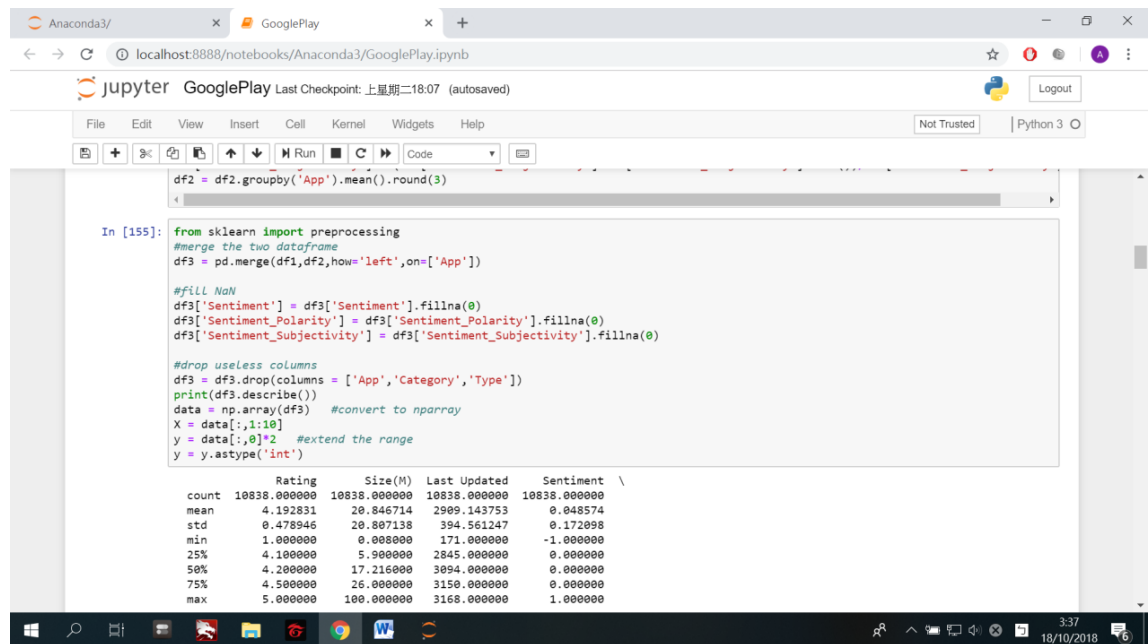 Anaconda3/
GooglePlay
localhost:8888/notebooks/Anaconda3/GooglePlay.ipynb
A
jupyter GooglePlay Last Checkpoint: 上星期二18:07 (autosaved)
Logout
File Edit View Insert Cell Kernel Widgets Help
Not Trusted
Python 3
Run
Code
df2 = df2.groupby('App').mean().round(3)
In [155]: from sklearn import preprocessing
#merge the two dataframe
df3 = pd.merge(df1,df2,how='left',on=['App'])
#fill NaN
df3['Sentiment'] = df3['Sentiment'].fillna(0)
df3['Sentiment_Polarity'] = df3['Sentiment_Polarity'].fillna(0)
df3['Sentiment_Subjectivity'] = df3['Sentiment_Subjectivity'].fillna(0)
#drop useless columns
df3 = df3.drop(columns = ['App','Category','Type'])
print(df3.describe())
data = np.array(df3) #convert to nparray
X = data[:,1:10]
y = data[:,0]*2 #extend the range
y = y.astype('int')
Rating Size(M) Last Updated Sentiment \
count 10838.000000 10838.000000 10838.000000 10838.000000
mean 4.192831 20.846714 2909.143753 0.048574
std 0.478946 20.807138 394.561247 0.172098
min 1.000000 0.008000 171.000000 -1.000000
25% 4.100000 5.900000 2845.000000 0.000000
50% 4.200000 17.216000 3094.000000 0.000000
75% 4.500000 26.000000 3150.000000 0.000000
max 5.000000 100.000000 3168.000000 1.000000
3:37
18/10/2018